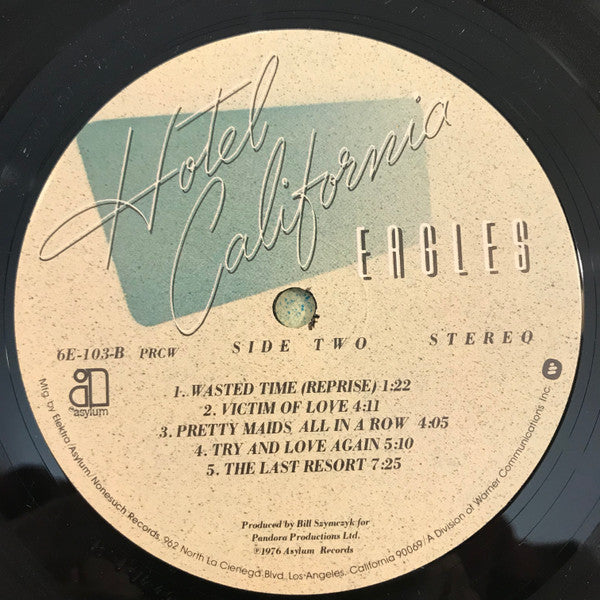 Hotel
California
EAGLES
6E-103-B PRCW SIDE TWO STEREO
asylum
1. WASTED TIME (REPRISE) 1:22
2. VICTIM OF LOVE 4:11
3. PRETTY MAIDS ALL IN A ROW 4:05
4. TRY AND LOVE AGAIN 5:10
5. THE LAST RESORT 7:25
Produced by Bill Szymczyk for
Pandora Productions Ltd.
℗1976 Asylum Records
Mfg. by Elektra/Asylum/Nonesuch Records, 962 North La Cienega Blvd, Los Angeles, California 90069/A Division of Warner Communications Inc.